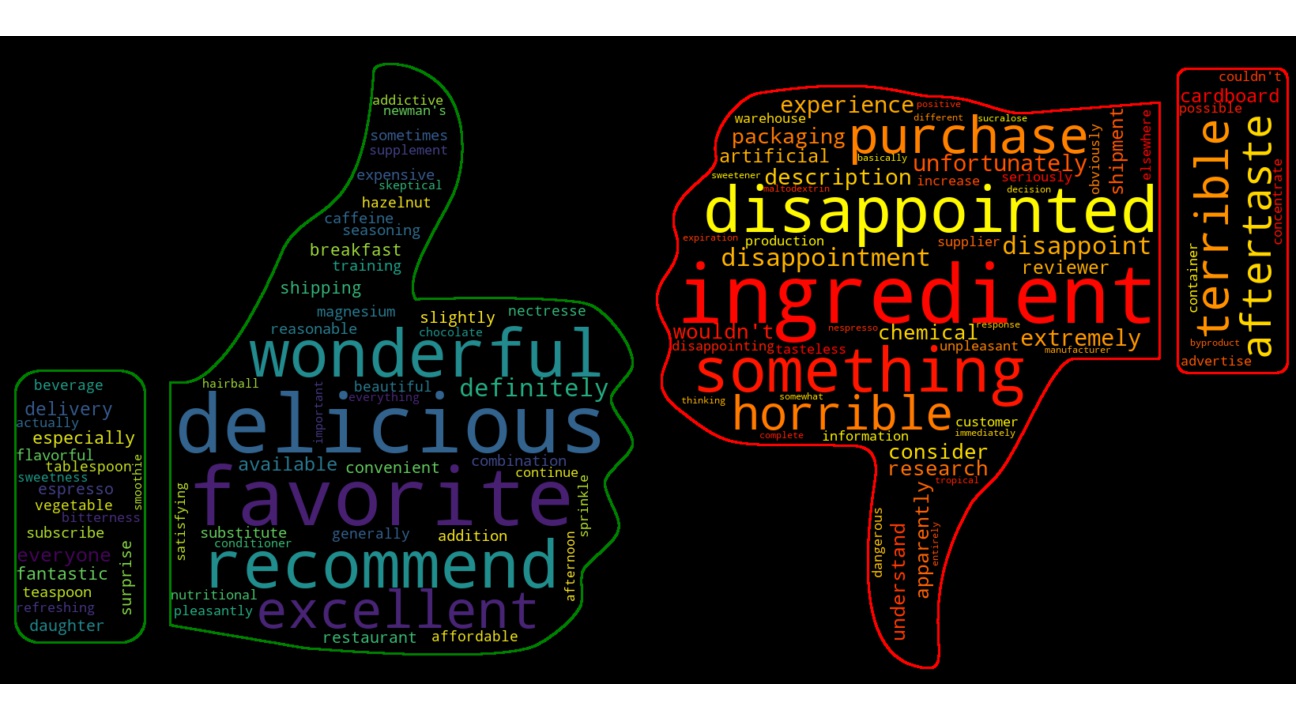 addictive
newman's
sometimes
supplement
expensive
skeptical
hazelnut
caffeine
seasoning
breakfast
training
shipping
magnesium
nectresse
slightly
reasonable
chocolate
wonderful
hairball
beautiful
definitely
everything
important
delicious
available
convenient
combination
continue
favorite
satisfying
sprinkle
substitute
generally
addition
conditioner
recommend
afternoon
nutritional
pleasantly
excellent
restaurant
affordable
beverage
delivery
actually
especially
flavorful
tablespoon
sweetness
smoothie
espresso
vegetable
bitterness
subscribe
everyone
fantastic
surprise
teaspoon
refreshing
daughter
experience
positive
warehouse
different
sucralose
packaging
purchase
obviously
shipment
elsewhere
artificial
basically
unfortunately
sweetener
description
increase
seriously
maltodextrin
decision
disappointed
expiration
production
supplier
disappoint
disappointment
reviewer
ingredient
wouldn't
nespresso
chemical
response
extremely
disappointing
tasteless
unpleasant
manufacturer
something
thinking
somewhat
horrible
customer
complete
information
immediately
consider
research
tropical
dangerous
understand
apparently
entirely
couldn't
cardboard
possible
terrible
aftertaste
concentrate
container
byproduct
advertise